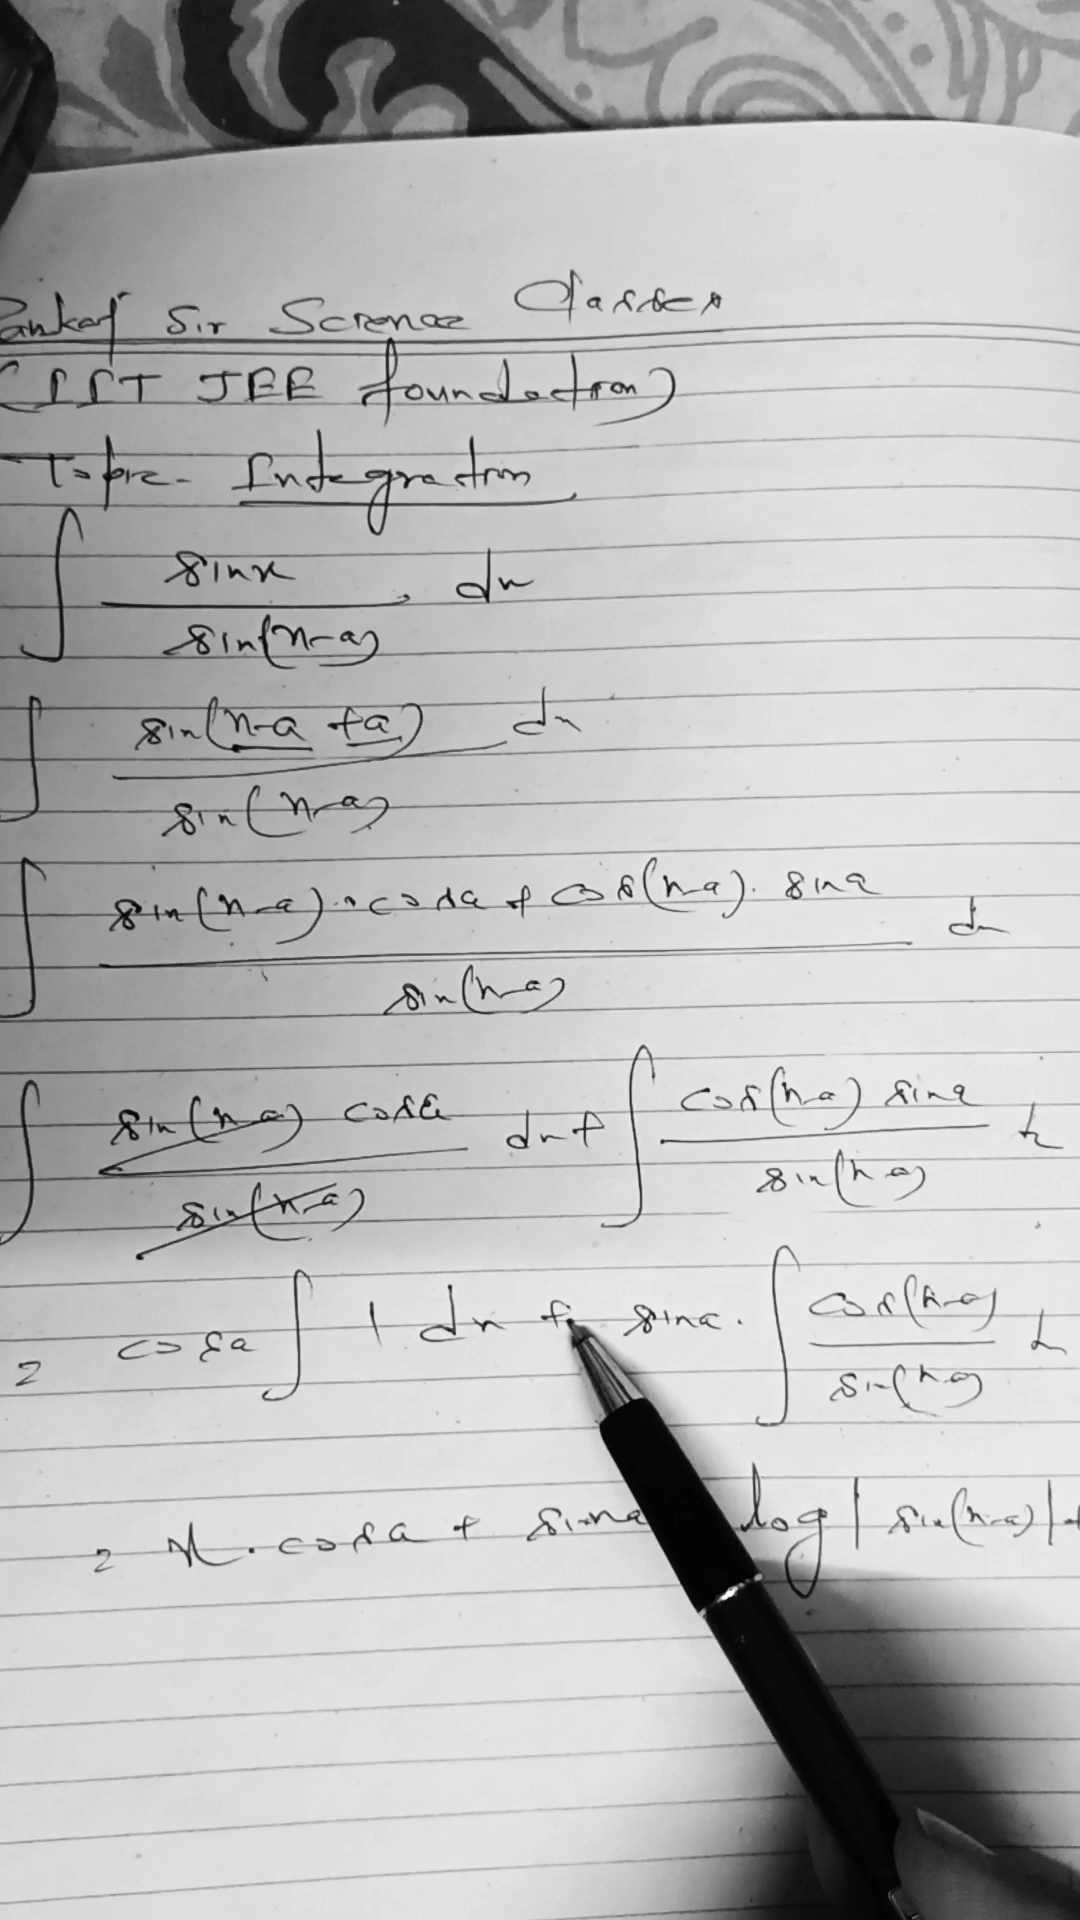 Pankaj Sir Science Classes
(IIT JEE foundation)
Topic - Integration
∫ sinx / sin(x-a) dx
∫ sin(x-a +a) / sin(x-a) dx
∫ sin(x-a).cosa + cos(x-a). sina / sin(x-a) dx
∫ sin(x-a) cosa / sin(x-a) dx + ∫ cos(x-a) sina / sin(x-a) dx
= cosa ∫ 1 dx + sina. ∫ cos(x-a) / sin(x-a) dx
= x.cosa + sina log|sin(x-a)|+